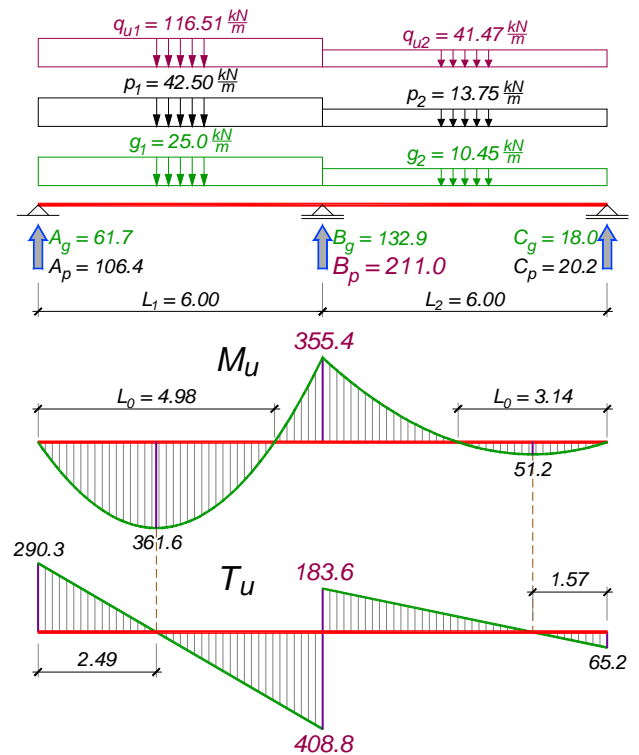 q_u1 = 116.51 kN/m
q_u2 = 41.47 kN/m
p_1 = 42.50 kN/m
p_2 = 13.75 kN/m
g_1 = 25.0 kN/m
g_2 = 10.45 kN/m
A_g = 61.7
B_g = 132.9
C_g = 18.0
A_p = 106.4
B_p = 211.0
C_p = 20.2
L_1 = 6.00
L_2 = 6.00
355.4
M_u
L_0 = 4.98
L_0 = 3.14
51.2
361.6
290.3
T_u
183.6
1.57
2.49
65.2
408.8